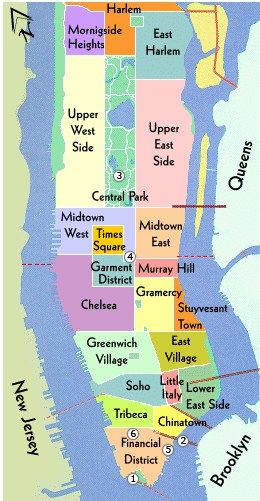 Harlem
Morningside
Heights
East
Harlem
Upper
West
Side
Upper
East
Side
Queens
3
Central Park
Midtown
West
Times
Square
Midtown
East
4
Garment
District
Murray Hill
Chelsea
Gramercy
Stuyvesant
Town
Greenwich
Village
East
Village
Soho
Little
Italy
Lower
East Side
Tribeca
Chinatown
New Jersey
6
2
Financial
District
5
1
Brooklyn